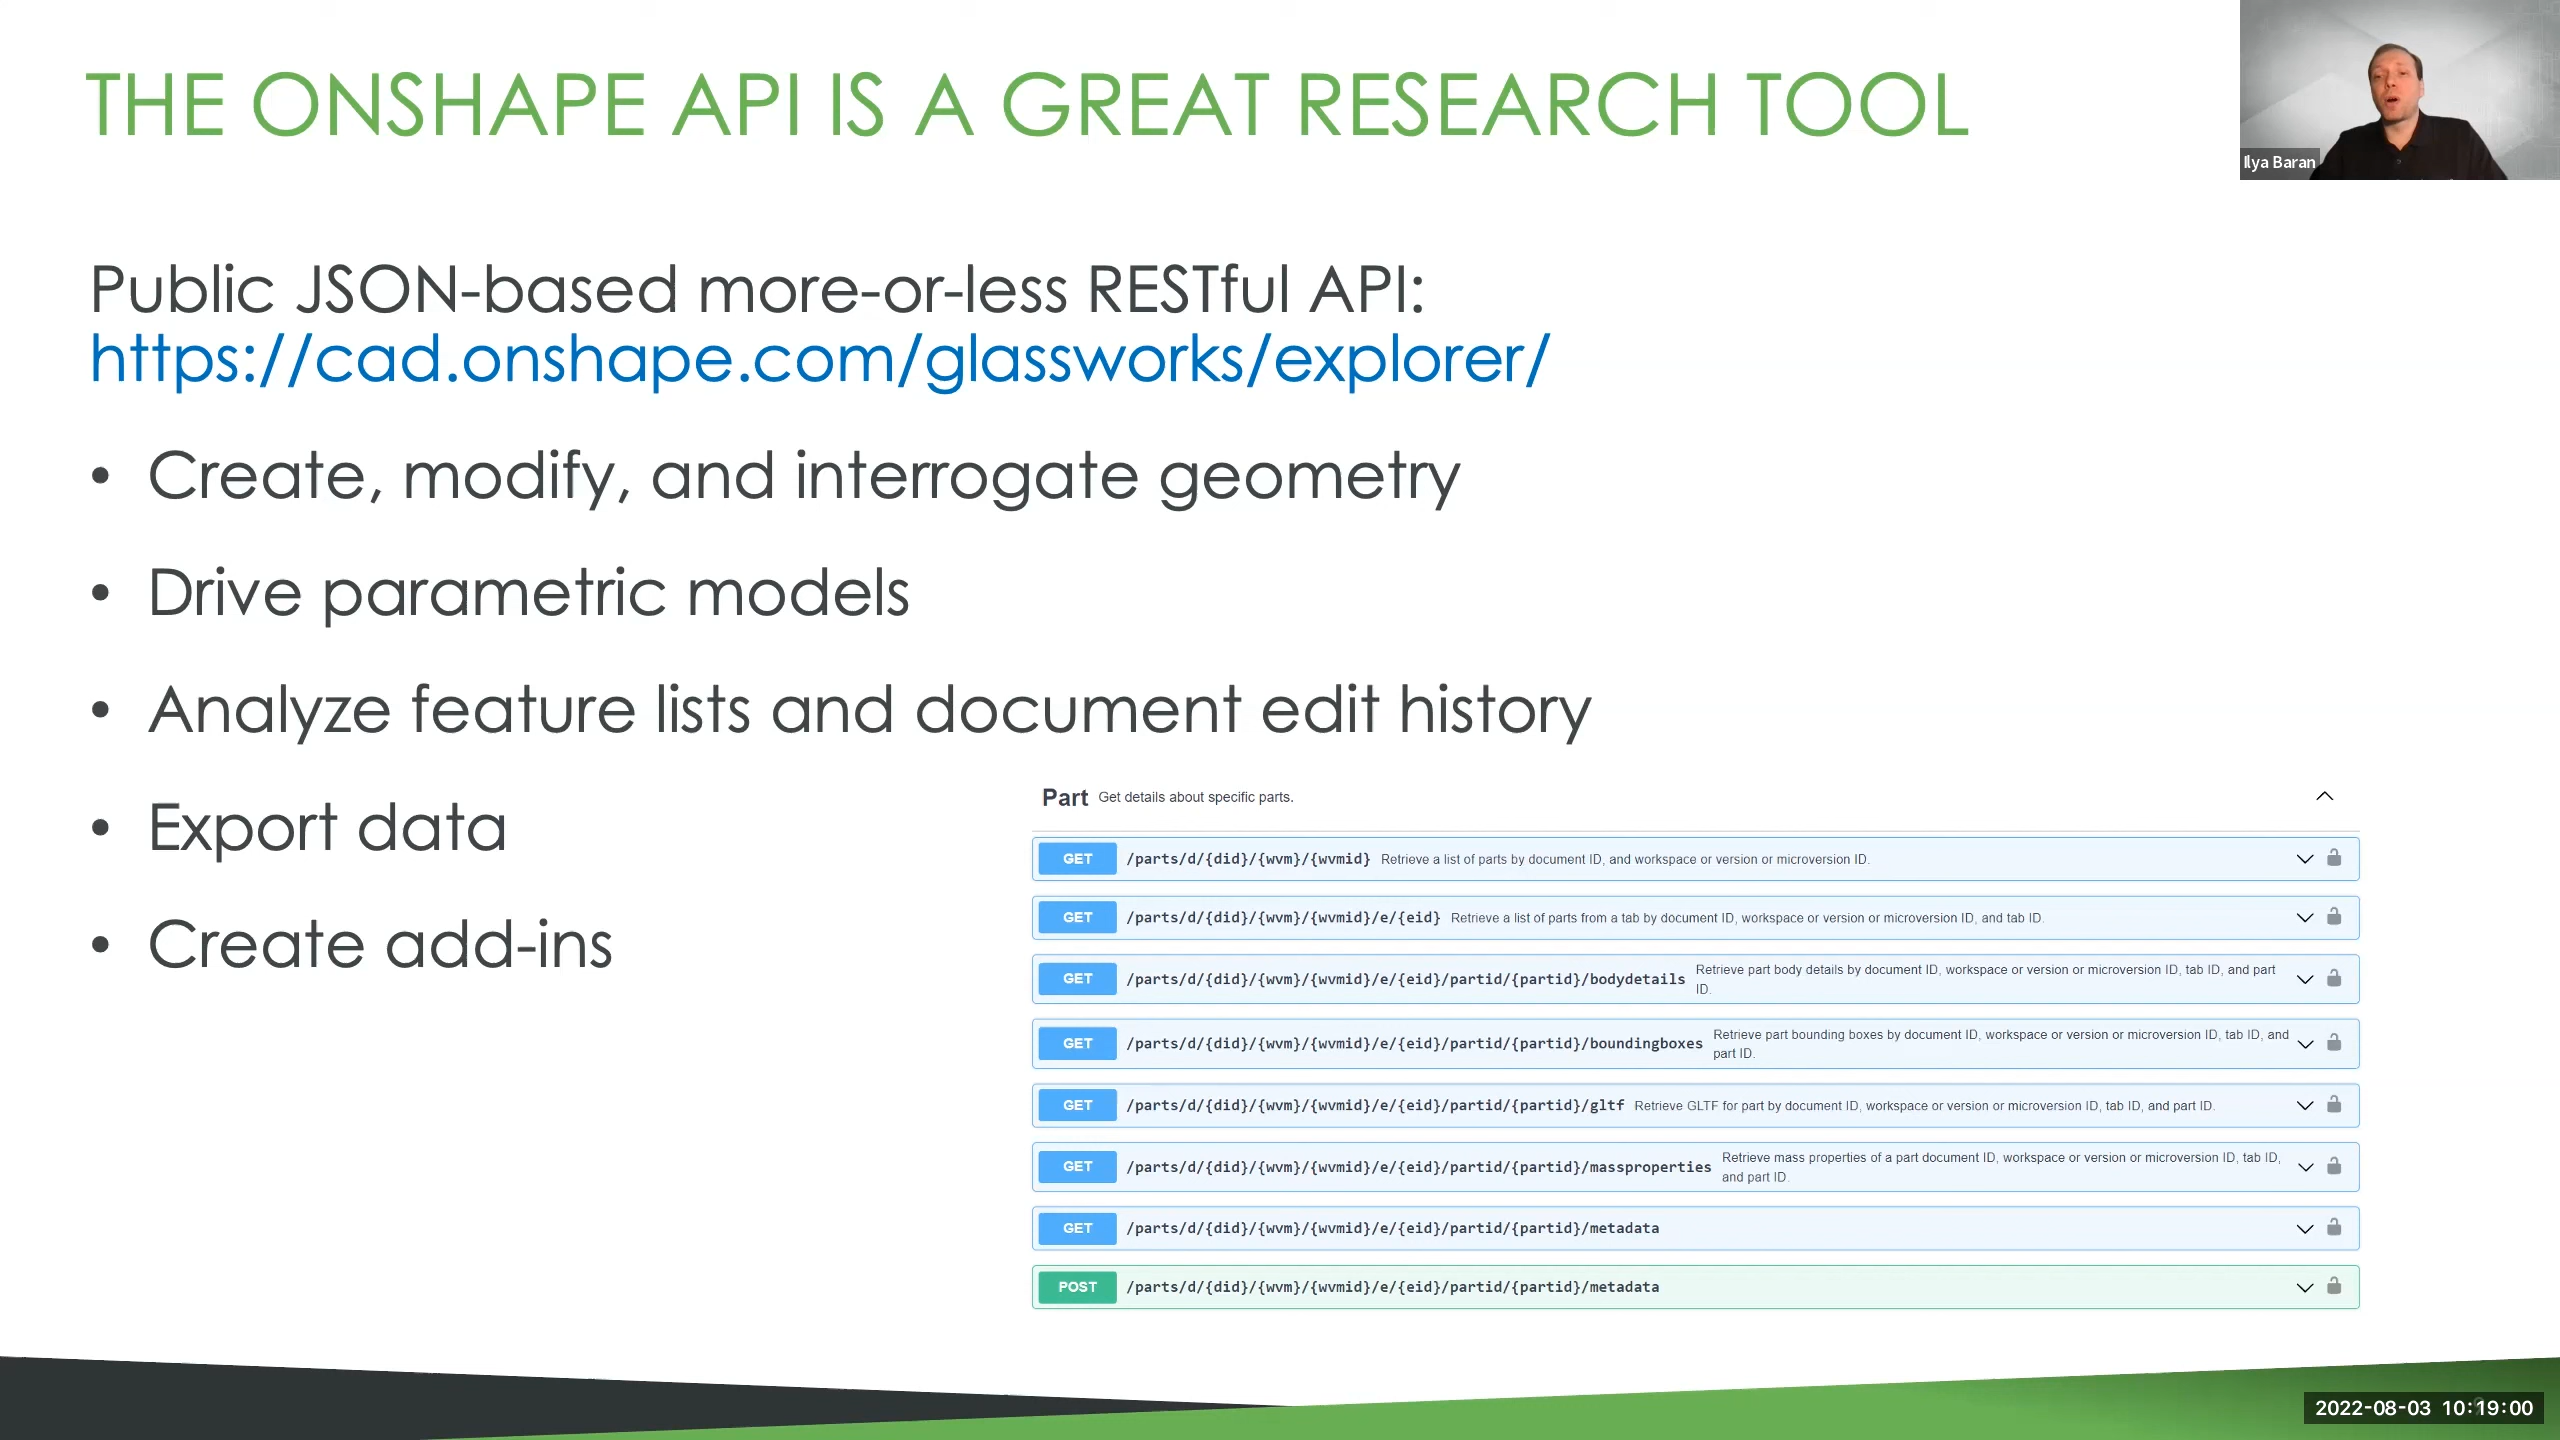 THE ONSHAPE API IS A GREAT RESEARCH TOOL
Ilya Baran
Public JSON-based more-or-less RESTful API:
https://cad.onshape.com/glassworks/explorer/
• Create, modify, and interrogate geometry
• Drive parametric models
• Analyze feature lists and document edit history
• Export data
• Create add-ins
Part Get details about specific parts.
GET /parts/d/{did}/{wvm}/{wvmid} Retrieve a list of parts by document ID, and workspace or version or microversion ID.
GET /parts/d/{did}/{wvm}/{wvmid}/e/{eid} Retrieve a list of parts from a tab by document ID, workspace or version or microversion ID, and tab ID.
GET /parts/d/{did}/{wvm}/{wvmid}/e/{eid}/partid/{partid}/bodydetails Retrieve part body details by document ID, workspace or version or microversion ID, tab ID, and part
ID.
GET /parts/d/{did}/{wvm}/{wvmid}/e/{eid}/partid/{partid}/boundingboxes Retrieve part bounding boxes by document ID, workspace or version or microversion ID, tab ID, and
part ID.
GET /parts/d/{did}/{wvm}/{wvmid}/e/{eid}/partid/{partid}/gltf Retrieve GLTF for part by document ID, workspace or version or microversion ID, tab ID, and part ID.
GET /parts/d/{did}/{wvm}/{wvmid}/e/{eid}/partid/{partid}/massproperties Retrieve mass properties of a part document ID, workspace or version or microversion ID, tab ID,
and part ID.
GET /parts/d/{did}/{wvm}/{wvmid}/e/{eid}/partid/{partid}/metadata
POST /parts/d/{did}/{wvm}/{wvmid}/e/{eid}/partid/{partid}/metadata
2022-08-03 10:19:00